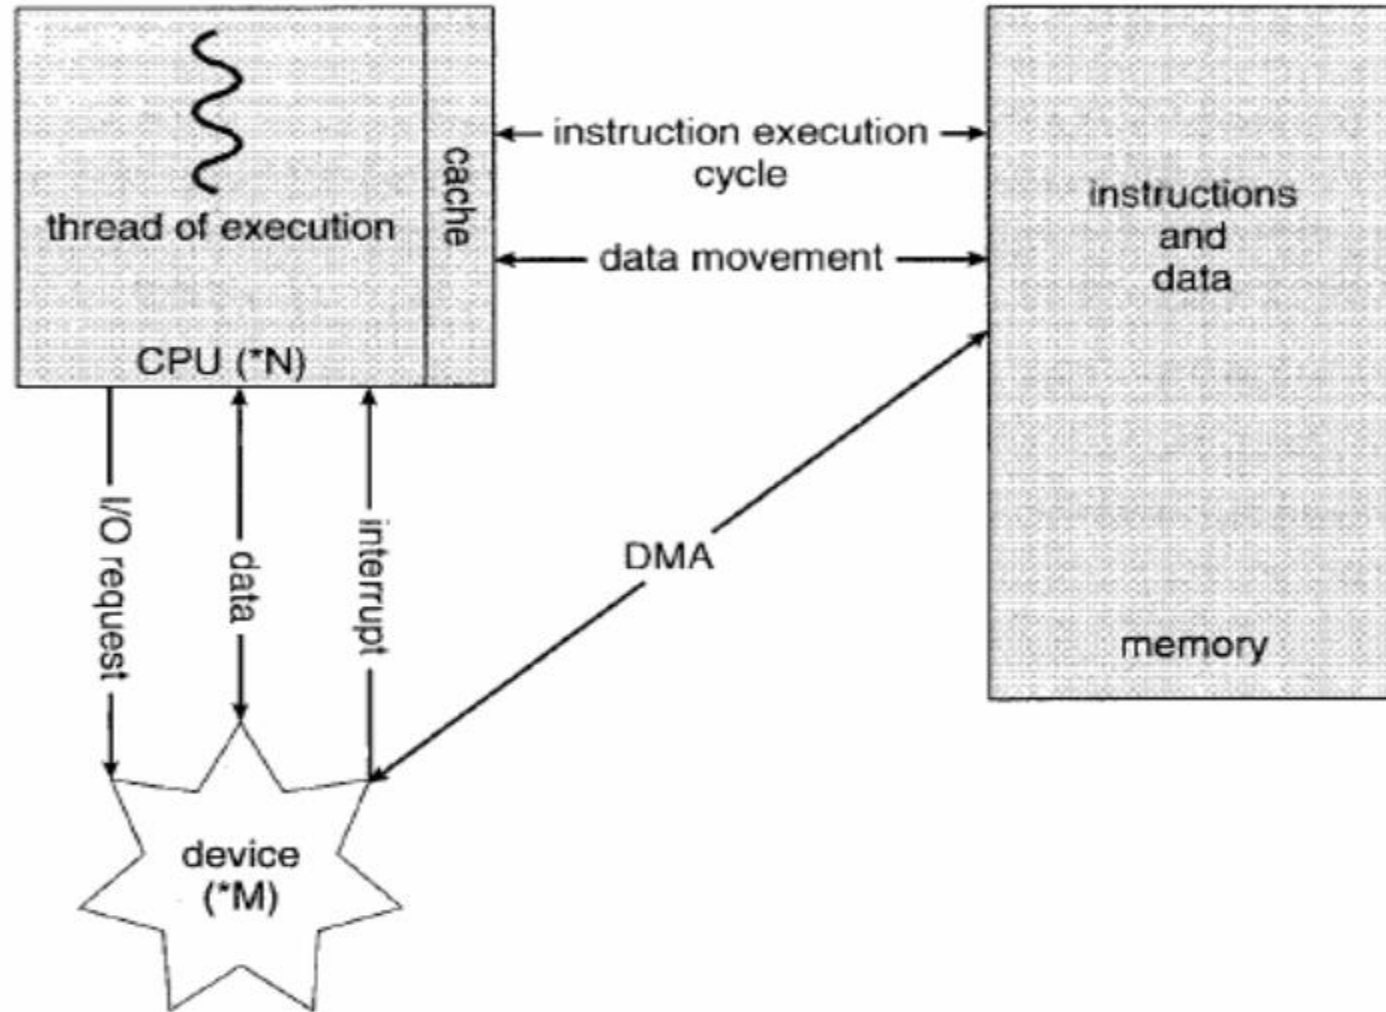 thread of execution
CPU (*N)
cache
instruction execution
cycle
data movement
instructions
and
data
memory
I/O request
data
interrupt
DMA
device
(*M)